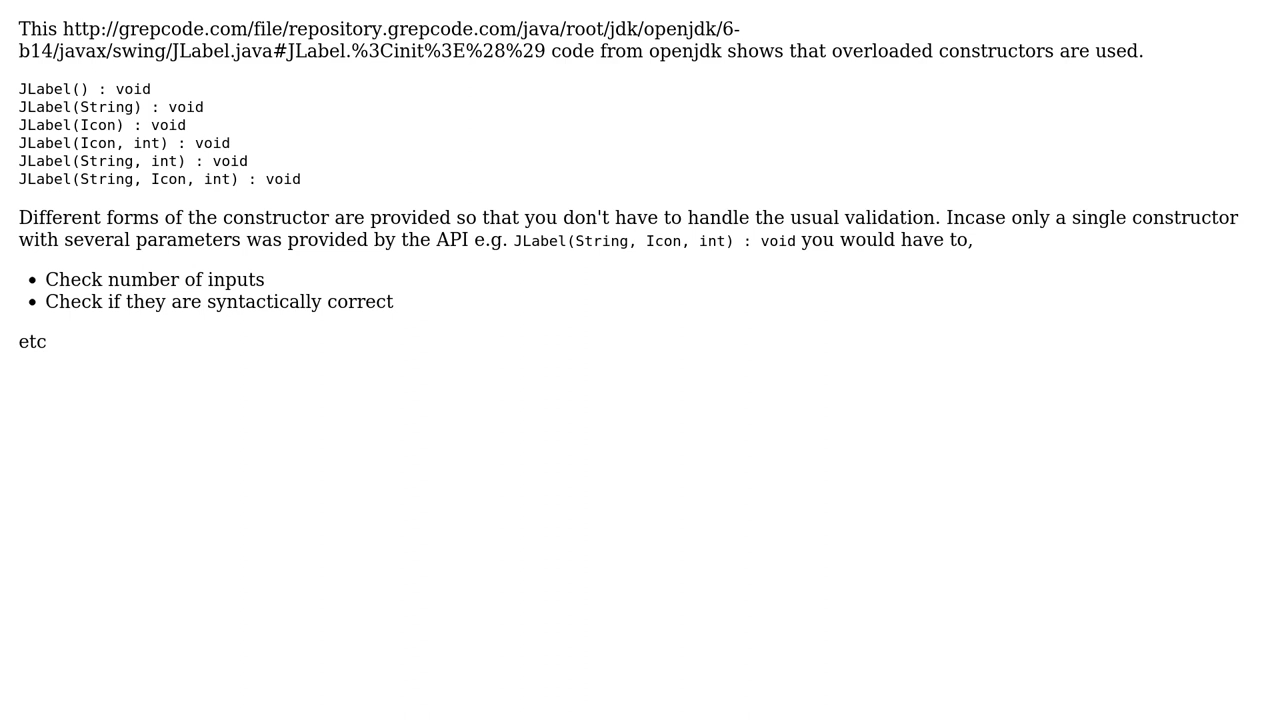 This http://grepcode.com/file/repository.grepcode.com/java/root/jdk/openjdk/6-
b14/javax/swing/JLabel.java#JLabel.%3Cinit%3E%28%29 code from openjdk shows that overloaded constructors are used.
JLabel() : void
JLabel(String) : void
JLabel(Icon) : void
JLabel(Icon, int) : void
JLabel(String, int) : void
JLabel(String, Icon, int) : void
Different forms of the constructor are provided so that you don't have to handle the usual validation. Incase only a single constructor
with several parameters was provided by the API e.g. JLabel(String, Icon, int) : void you would have to,
• Check number of inputs
• Check if they are syntactically correct
etc